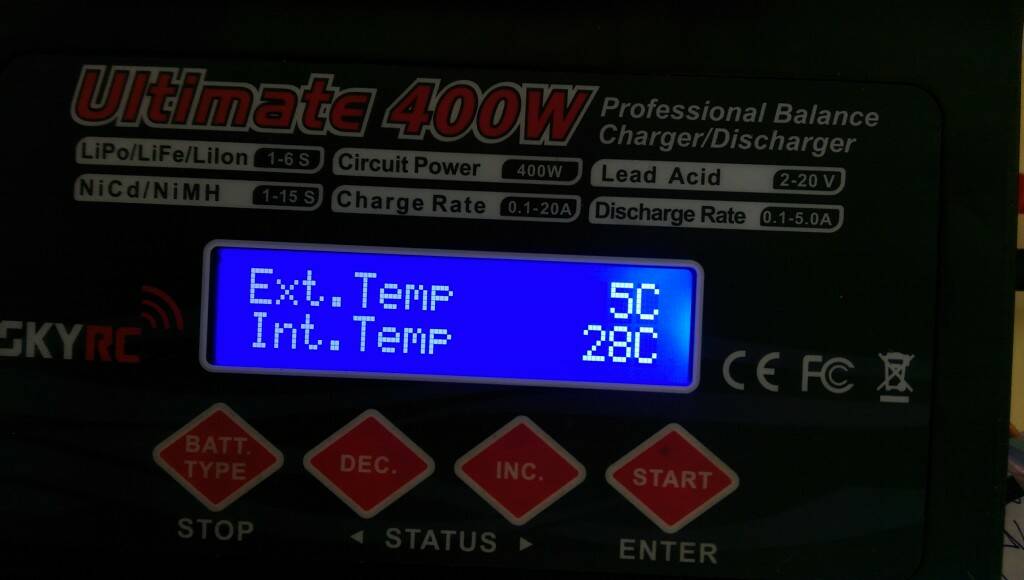 Ultimate 400W
Professional Balance
Charger/Discharger
LiPo/LiFe/LiIon 1-6 S
Circuit Power 400W
Lead Acid 2-20 V
NiCd/NiMH 1-15 S
Charge Rate 0.1-20A
Discharge Rate 0.1-5.0A
Ext.Temp 5C
Int.Temp 28C
SKYRC
CE FC
BATT.
TYPE
DEC.
INC.
START
STOP
◄ STATUS ►
ENTER